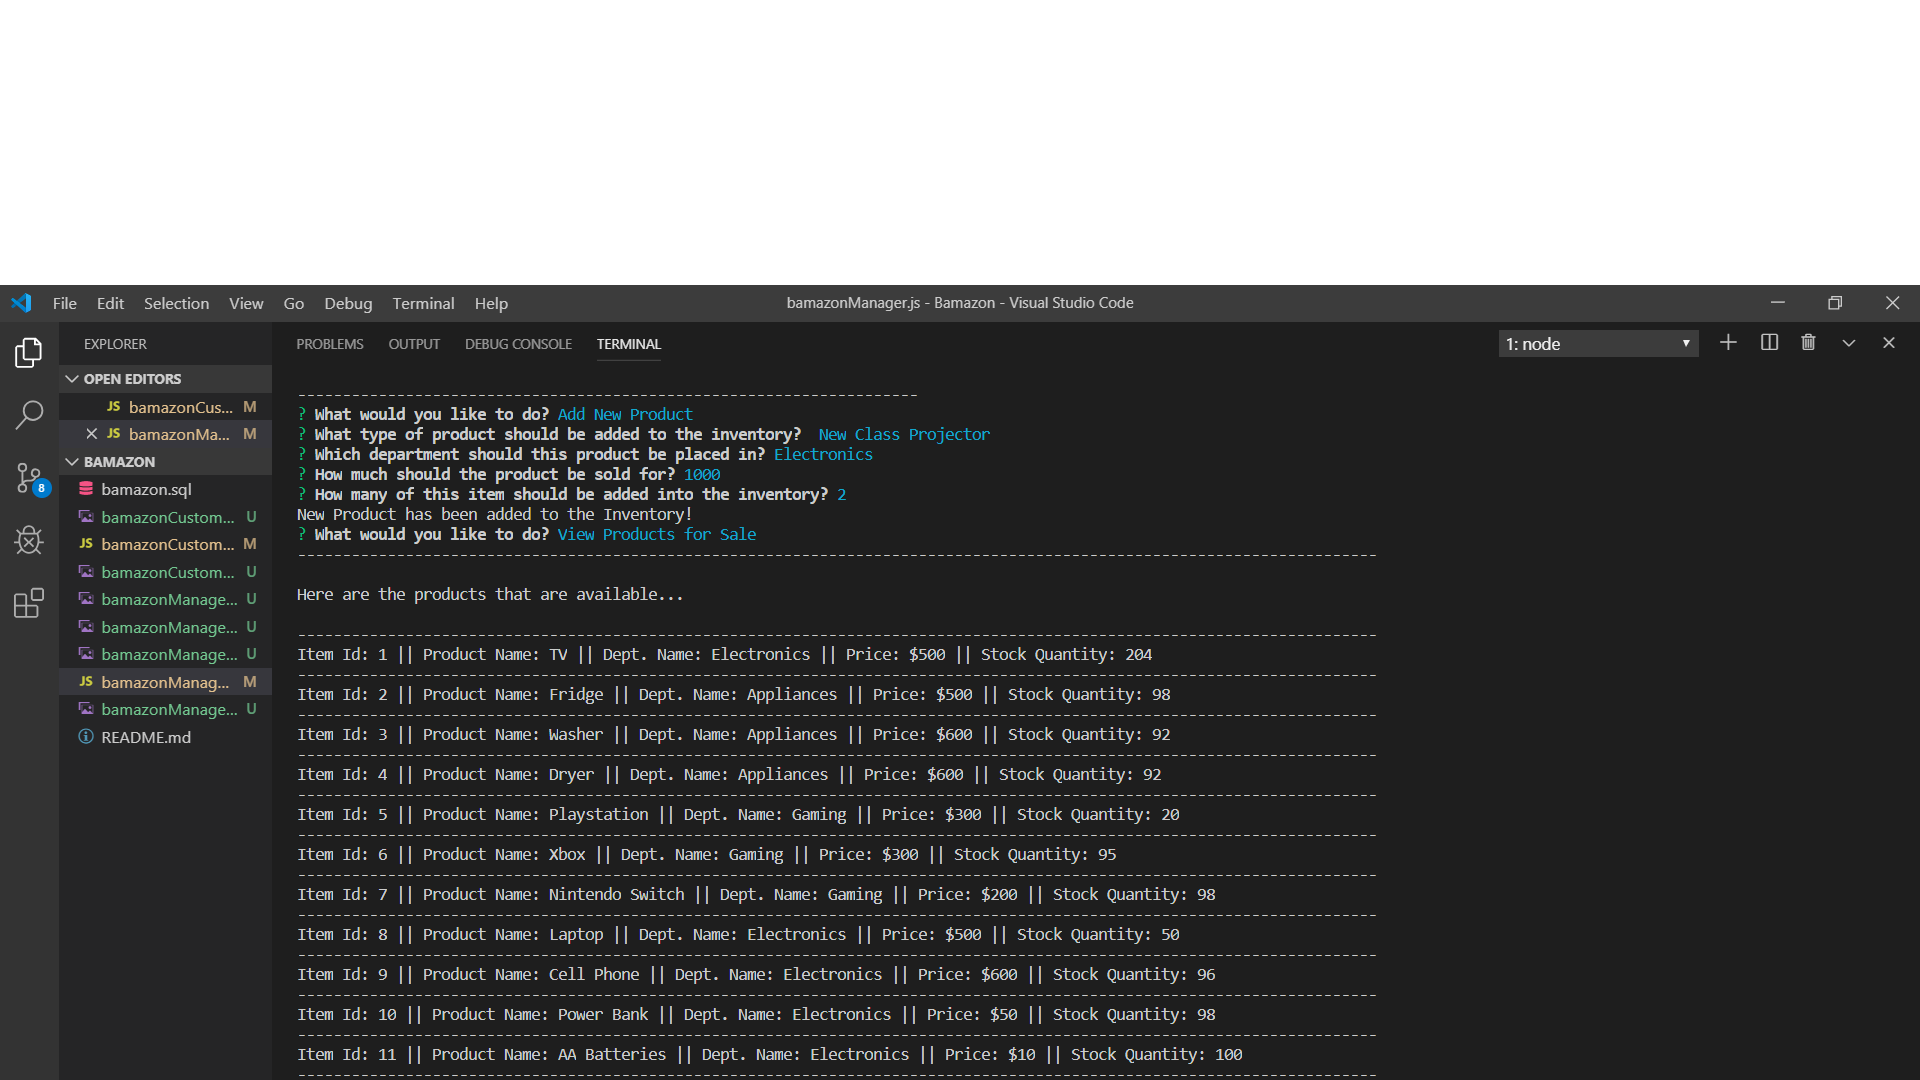 File Edit Selection View Go Debug Terminal Help
bamazonManager.js - Bamazon - Visual Studio Code
EXPLORER
OPEN EDITORS
JS bamazonCus... M
JS bamazonMa... M
BAMAZON
8
bamazon.sql
bamazonCustom... U
JS bamazonCustom... M
bamazonCustom... U
bamazonManage... U
bamazonManage... U
bamazonManage... U
JS bamazonManag... M
bamazonManage... U
README.md
PROBLEMS OUTPUT DEBUG CONSOLE TERMINAL
1: node
---------------------------------------------------------------------
? What would you like to do? Add New Product
? What type of product should be added to the inventory?  New Class Projector
? Which department should this product be placed in? Electronics
? How much should the product be sold for? 1000
? How many of this item should be added into the inventory? 2
New Product has been added to the Inventory!
? What would you like to do? View Products for Sale
------------------------------------------------------------------------------------------------------------------------
Here are the products that are available...
------------------------------------------------------------------------------------------------------------------------
Item Id: 1 || Product Name: TV || Dept. Name: Electronics || Price: $500 || Stock Quantity: 204
------------------------------------------------------------------------------------------------------------------------
Item Id: 2 || Product Name: Fridge || Dept. Name: Appliances || Price: $500 || Stock Quantity: 98
------------------------------------------------------------------------------------------------------------------------
Item Id: 3 || Product Name: Washer || Dept. Name: Appliances || Price: $600 || Stock Quantity: 92
------------------------------------------------------------------------------------------------------------------------
Item Id: 4 || Product Name: Dryer || Dept. Name: Appliances || Price: $600 || Stock Quantity: 92
------------------------------------------------------------------------------------------------------------------------
Item Id: 5 || Product Name: Playstation || Dept. Name: Gaming || Price: $300 || Stock Quantity: 20
------------------------------------------------------------------------------------------------------------------------
Item Id: 6 || Product Name: Xbox || Dept. Name: Gaming || Price: $300 || Stock Quantity: 95
------------------------------------------------------------------------------------------------------------------------
Item Id: 7 || Product Name: Nintendo Switch || Dept. Name: Gaming || Price: $200 || Stock Quantity: 98
------------------------------------------------------------------------------------------------------------------------
Item Id: 8 || Product Name: Laptop || Dept. Name: Electronics || Price: $500 || Stock Quantity: 50
------------------------------------------------------------------------------------------------------------------------
Item Id: 9 || Product Name: Cell Phone || Dept. Name: Electronics || Price: $600 || Stock Quantity: 96
------------------------------------------------------------------------------------------------------------------------
Item Id: 10 || Product Name: Power Bank || Dept. Name: Electronics || Price: $50 || Stock Quantity: 98
------------------------------------------------------------------------------------------------------------------------
Item Id: 11 || Product Name: AA Batteries || Dept. Name: Electronics || Price: $10 || Stock Quantity: 100
------------------------------------------------------------------------------------------------------------------------